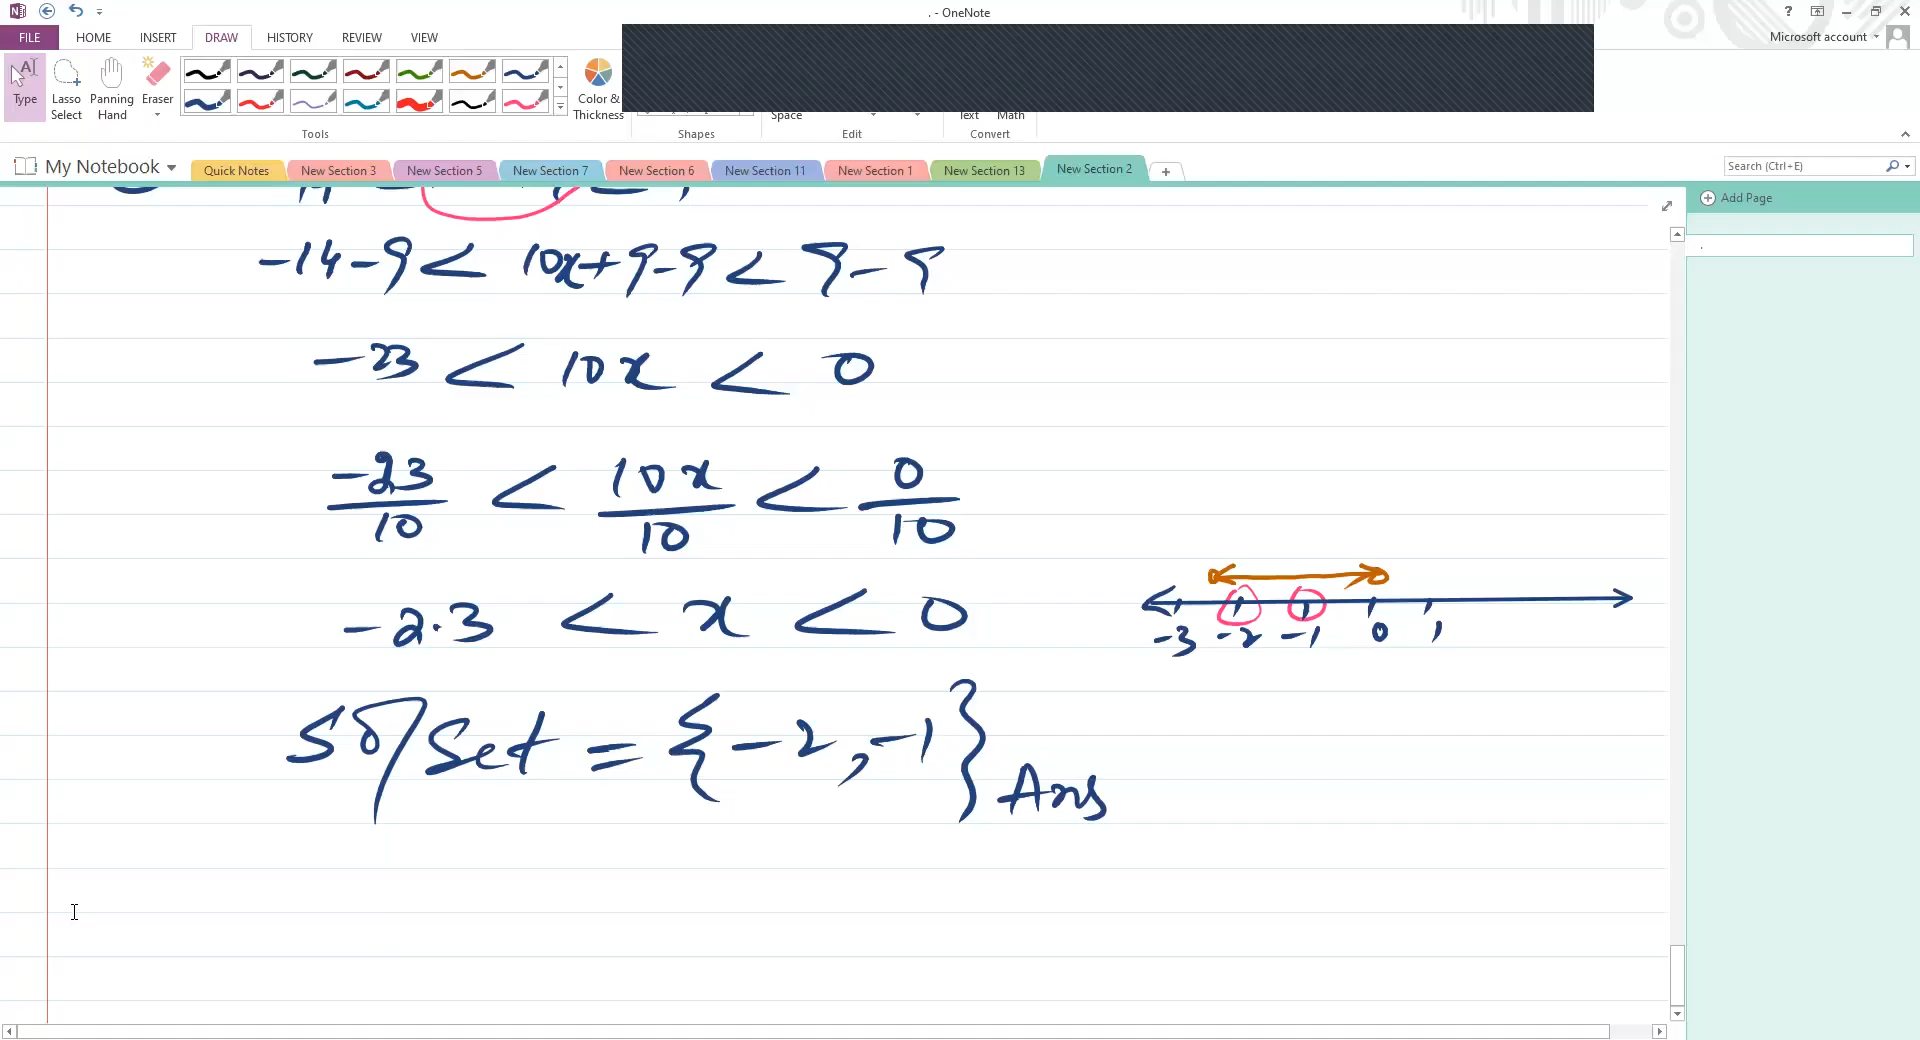 . - OneNote
?
FILE HOME INSERT DRAW HISTORY REVIEW VIEW
Microsoft account
Type
Lasso Select
Panning Hand
Eraser
Color & Thickness
Space
Text
Math
Tools
Shapes
Edit
Convert
My Notebook
Quick Notes New Section 3 New Section 5 New Section 7 New Section 6 New Section 11 New Section 1 New Section 13 New Section 2
Search (Ctrl+E)
Add Page
.
-14-9 < 10x+9-9 < 9-9
-23 < 10x < 0
-23/10 < 10x/10 < 0/10
-2.3 < x < 0
-3 -2 -1 0 1
Set = {-2, -1}
Ans